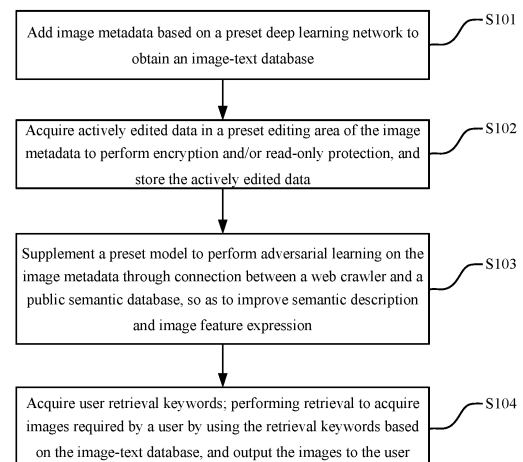 Add image metadata based on a preset deep learning network to
obtain an image-text database
S101
Acquire actively edited data in a preset editing area of the image
metadata to perform encryption and/or read-only protection, and
store the actively edited data
S102
Supplement a preset model to perform adversarial learning on the
image metadata through connection between a web crawler and a
public semantic database, so as to improve semantic description
and image feature expression
S103
Acquire user retrieval keywords; performing retrieval to acquire
images required by a user by using the retrieval keywords based
on the image-text database, and output the images to the user
S104